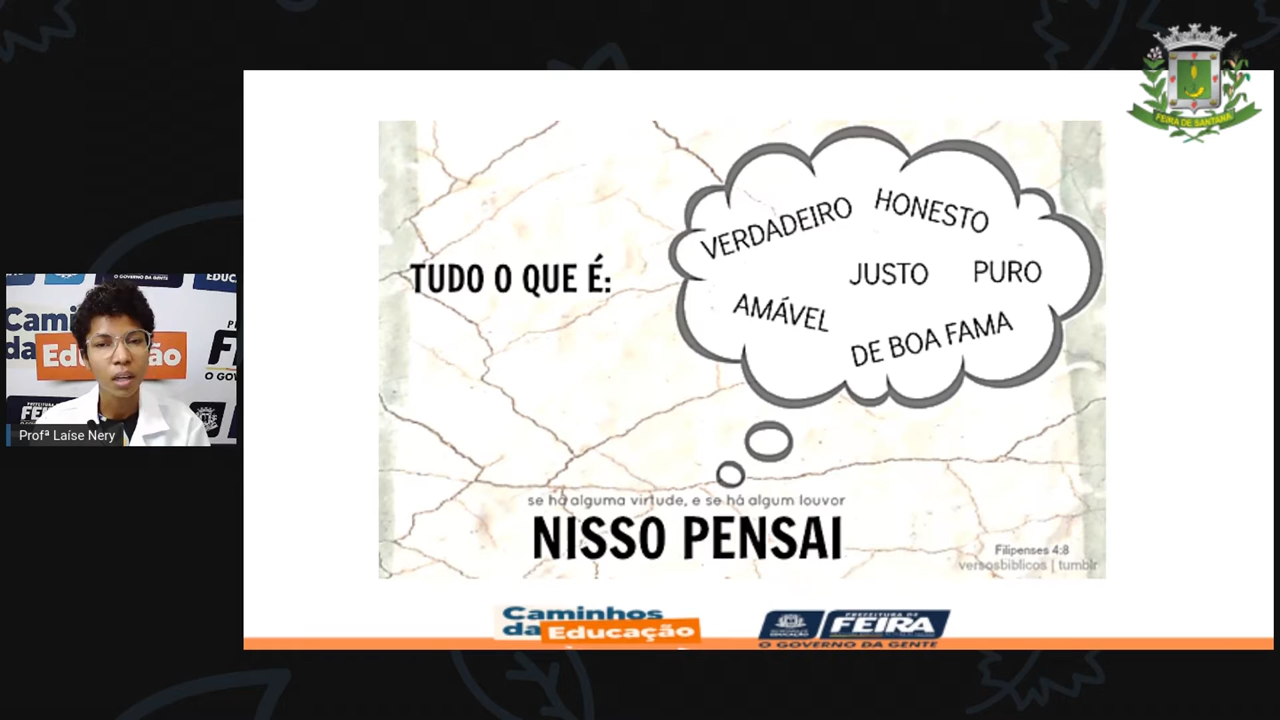 FEIRA DE SANTANA
TUDO O QUE É:
VERDADEIRO
HONESTO
JUSTO
PURO
AMÁVEL
DE BOA FAMA
se há alguma virtude, e se há algum louvor
NISSO PENSAI
Filipenses 4:8
versosbiblicos | tumblr
Caminhos
da Educação
PREFEITURA DE
FEIRA
O GOVERNO DA GENTE
Profª Laíse Nery